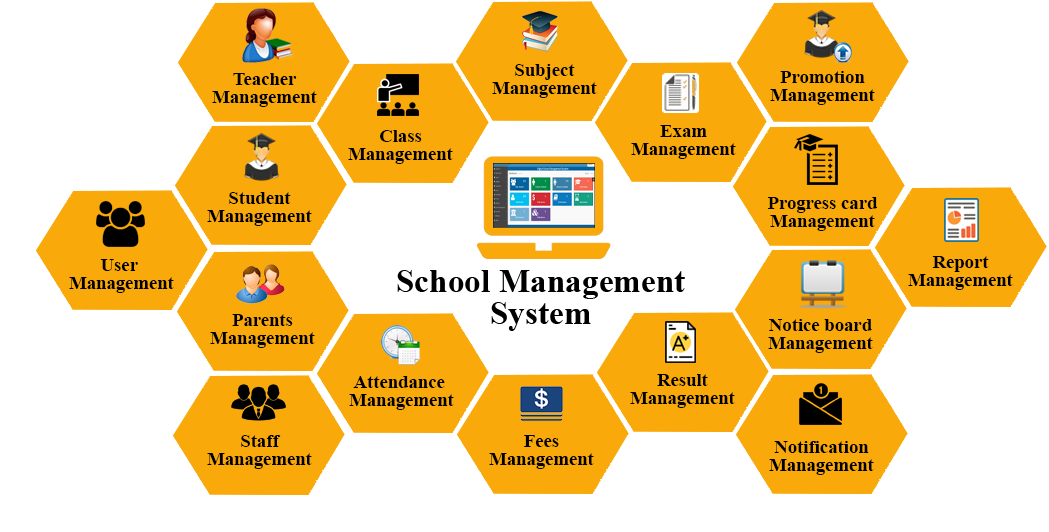 Teacher
Management
Class
Management
Subject
Management
Exam
Management
Promotion
Management
Student
Management
Progress card
Management
User
Management
Report
Management
School Management
System
Parents
Management
Notice board
Management
Attendance
Management
Result
Management
A+
Staff
Management
$
Fees
Management
1
Notification
Management